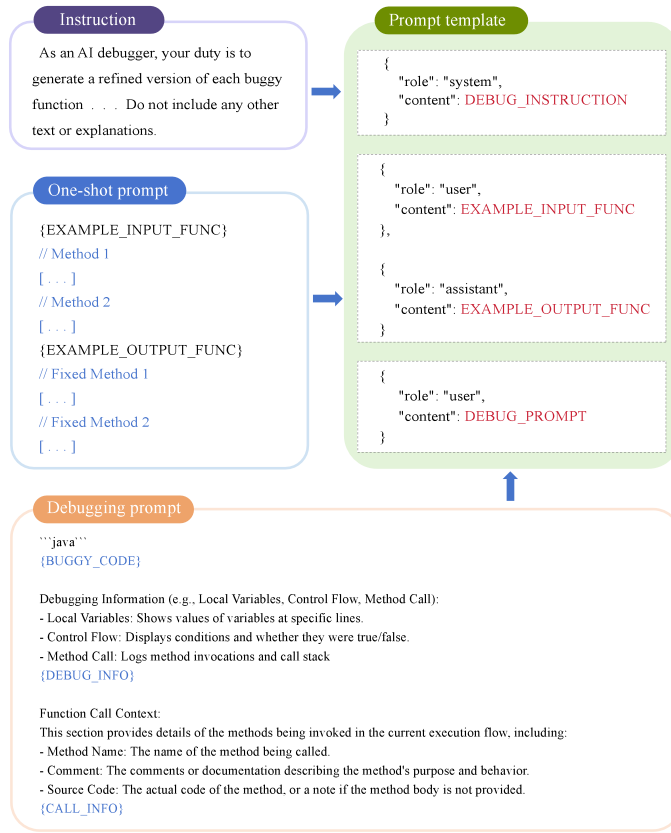 Instruction
As an AI debugger, your duty is to
generate a refined version of each buggy
function . . . Do not include any other
text or explanations.
One-shot prompt
{EXAMPLE_INPUT_FUNC}
// Method 1
[ . . . ]
// Method 2
[ . . . ]
{EXAMPLE_OUTPUT_FUNC}
// Fixed Method 1
[ . . . ]
// Fixed Method 2
[ . . . ]
Prompt template
{
"role": "system",
"content": DEBUG_INSTRUCTION
}
{
"role": "user",
"content": EXAMPLE_INPUT_FUNC
},
{
"role": "assistant",
"content": EXAMPLE_OUTPUT_FUNC
}
{
"role": "user",
"content": DEBUG_PROMPT
}
Debugging prompt
```java```
{BUGGY_CODE}
Debugging Information (e.g., Local Variables, Control Flow, Method Call):
- Local Variables: Shows values of variables at specific lines.
- Control Flow: Displays conditions and whether they were true/false.
- Method Call: Logs method invocations and call stack
{DEBUG_INFO}
Function Call Context:
This section provides details of the methods being invoked in the current execution flow, including:
- Method Name: The name of the method being called.
- Comment: The comments or documentation describing the method's purpose and behavior.
- Source Code: The actual code of the method, or a note if the method body is not provided.
{CALL_INFO}